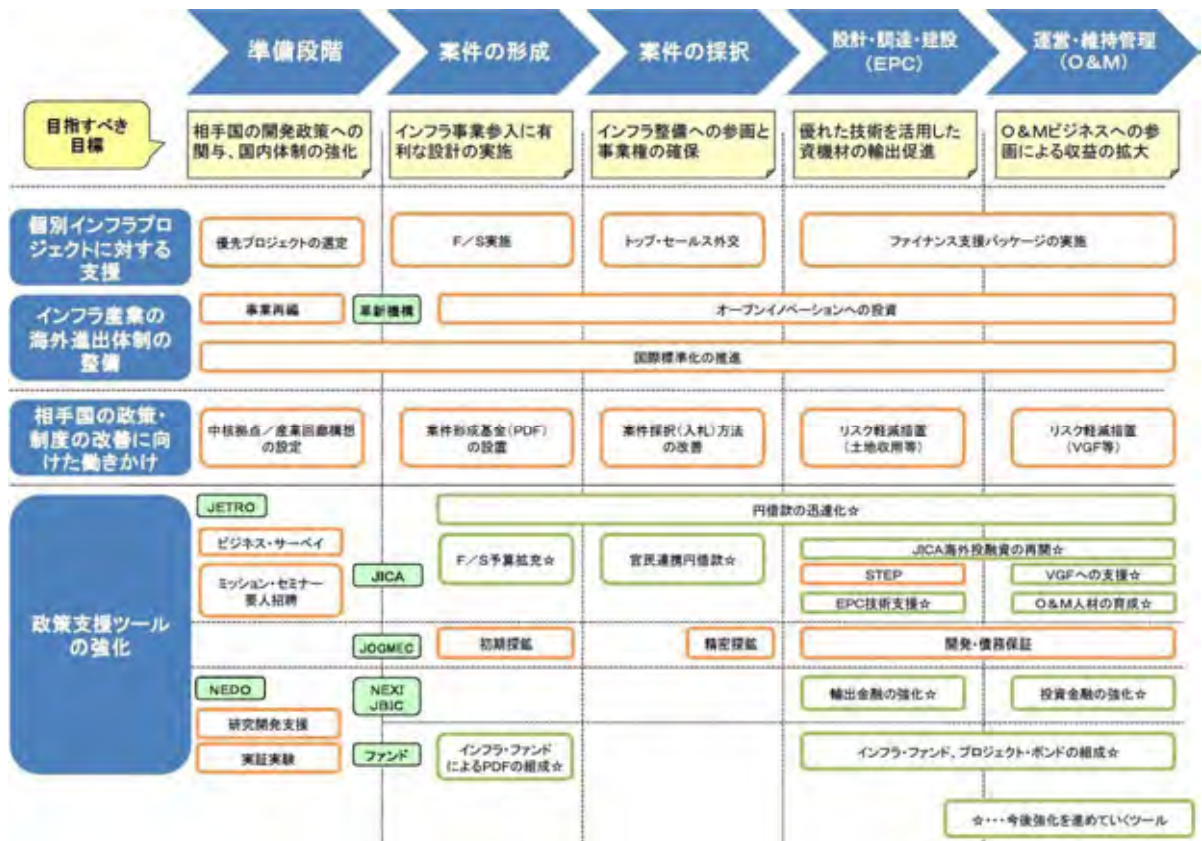 準備段階
案件の形成
案件の採択
設計・調達・建設
(EPC)
運営・維持管理
(O&M)
目指すべき
目標
相手国の開発政策への
関与、国内体制の強化
インフラ事業参入に有
利な設計の実施
インフラ整備への参画と
事業権の確保
優れた技術を活用した
資機材の輸出促進
O&Mビジネスへの参
画による収益の拡大
個別インフラプロ
ジェクトに対する
支援
優先プロジェクトの選定
F/S実施
トップ・セールス外交
ファイナンス支援パッケージの実施
インフラ産業の
海外進出体制の
整備
事業再編
革新機構
オープンイノベーションへの投資
国際標準化の推進
相手国の政策・
制度の改善に向
けた働きかけ
中核拠点/産業回廊構想
の設定
案件形成基金(PDF)
の設置
案件採択(入札)方法
の改善
リスク軽減措置
(土地収用等)
リスク軽減措置
(VGF等)
政策支援ツール
の強化
JETRO
ビジネス・サーベイ
ミッション・セミナー
要人招聘
円借款の迅速化☆
JICA
F/S予算拡充☆
官民連携円借款☆
JICA海外投融資の再開☆
STEP
VGFへの支援☆
EPC技術支援☆
O&M人材の育成☆
JOGMEC
初期探鉱
精密探鉱
開発・債務保証
NEDO
研究開発支援
実証実験
NEXI
JBIC
輸出金融の強化☆
投資金融の強化☆
ファンド
インフラ・ファンド
によるPDFの組成☆
インフラ・ファンド、プロジェクト・ボンドの組成☆
☆・・・今後強化を進めていくツール